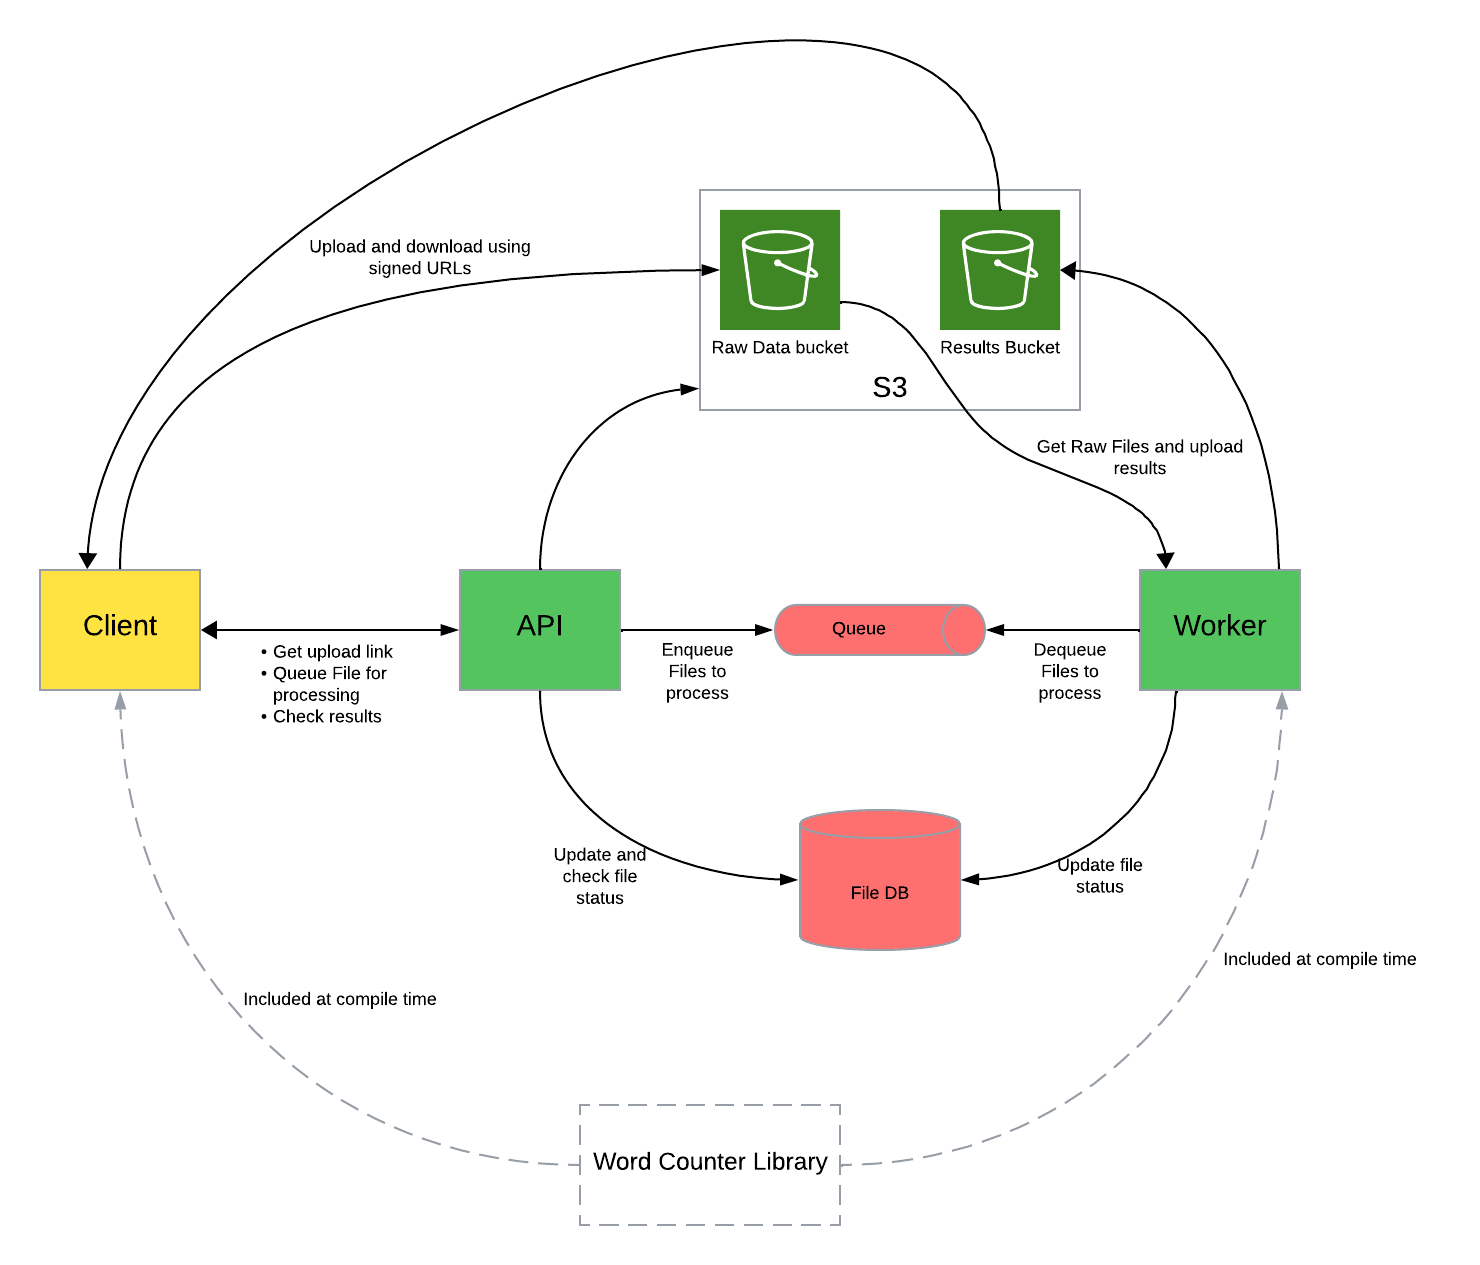 Upload and download using
signed URLs
Raw Data bucket
Results Bucket
S3
Get Raw Files and upload
results
Client
API
Queue
Worker
• Get upload link
• Queue File for
processing
• Check results
Enqueue
Files to
process
Dequeue
Files to
process
Update and
check file
status
File DB
Update file
status
Included at compile time
Included at compile time
Word Counter Library